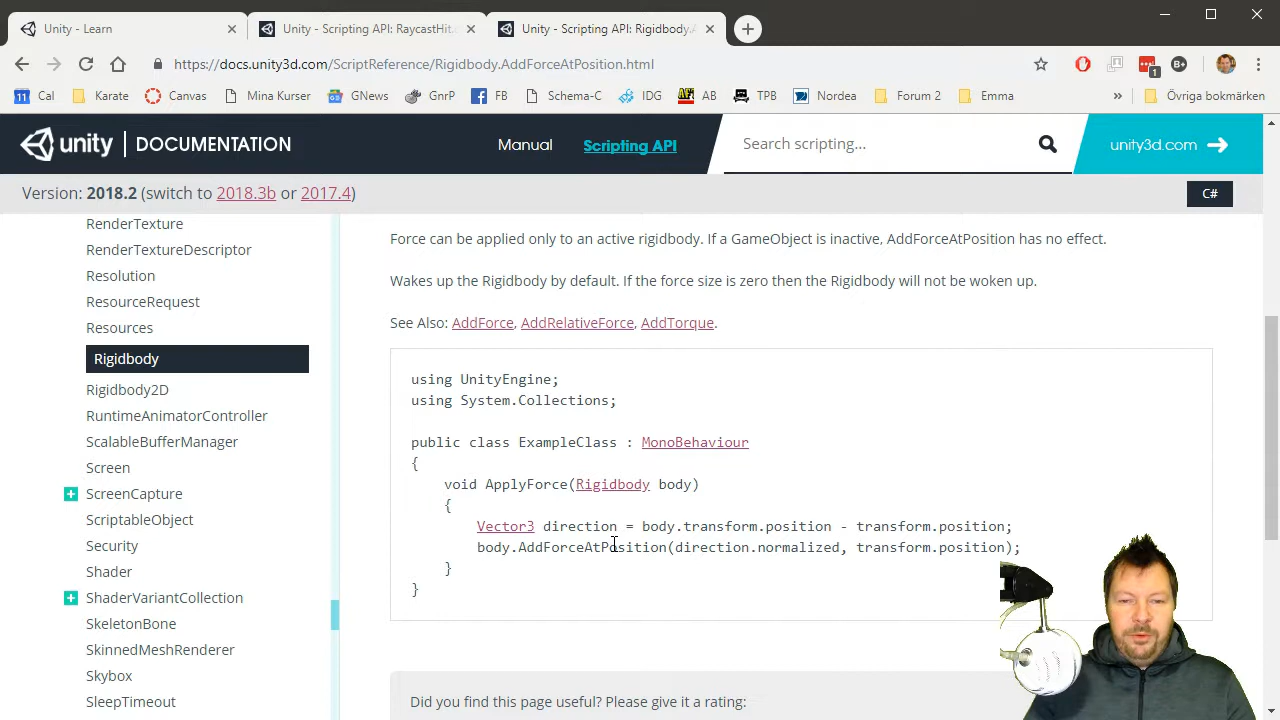 Unity - Learn
Unity - Scripting API: RaycastHit.
Unity - Scripting API: Rigidbody.
https://docs.unity3d.com/ScriptReference/Rigidbody.AddForceAtPosition.html
1
11 Cal
Karate
Canvas
Mina Kurser
GNews
GnrP
FB
Schema-C
IDG
AB
TPB
Nordea
Forum 2
Emma
»
Övriga bokmärken
unity | DOCUMENTATION
Manual
Scripting API
Search scripting...
unity3d.com
Version: 2018.2 (switch to 2018.3b or 2017.4)
C#
RenderTexture
RenderTextureDescriptor
Resolution
ResourceRequest
Resources
Rigidbody
Rigidbody2D
RuntimeAnimatorController
ScalableBufferManager
Screen
ScreenCapture
ScriptableObject
Security
Shader
ShaderVariantCollection
SkeletonBone
SkinnedMeshRenderer
Skybox
SleepTimeout
Force can be applied only to an active rigidbody. If a GameObject is inactive, AddForceAtPosition has no effect.
Wakes up the Rigidbody by default. If the force size is zero then the Rigidbody will not be woken up.
See Also: AddForce, AddRelativeForce, AddTorque.
using UnityEngine;
using System.Collections;
public class ExampleClass : MonoBehaviour
{
void ApplyForce(Rigidbody body)
{
Vector3 direction = body.transform.position - transform.position;
body.AddForceAtPosition(direction.normalized, transform.position);
}
}
Did you find this page useful? Please give it a rating: